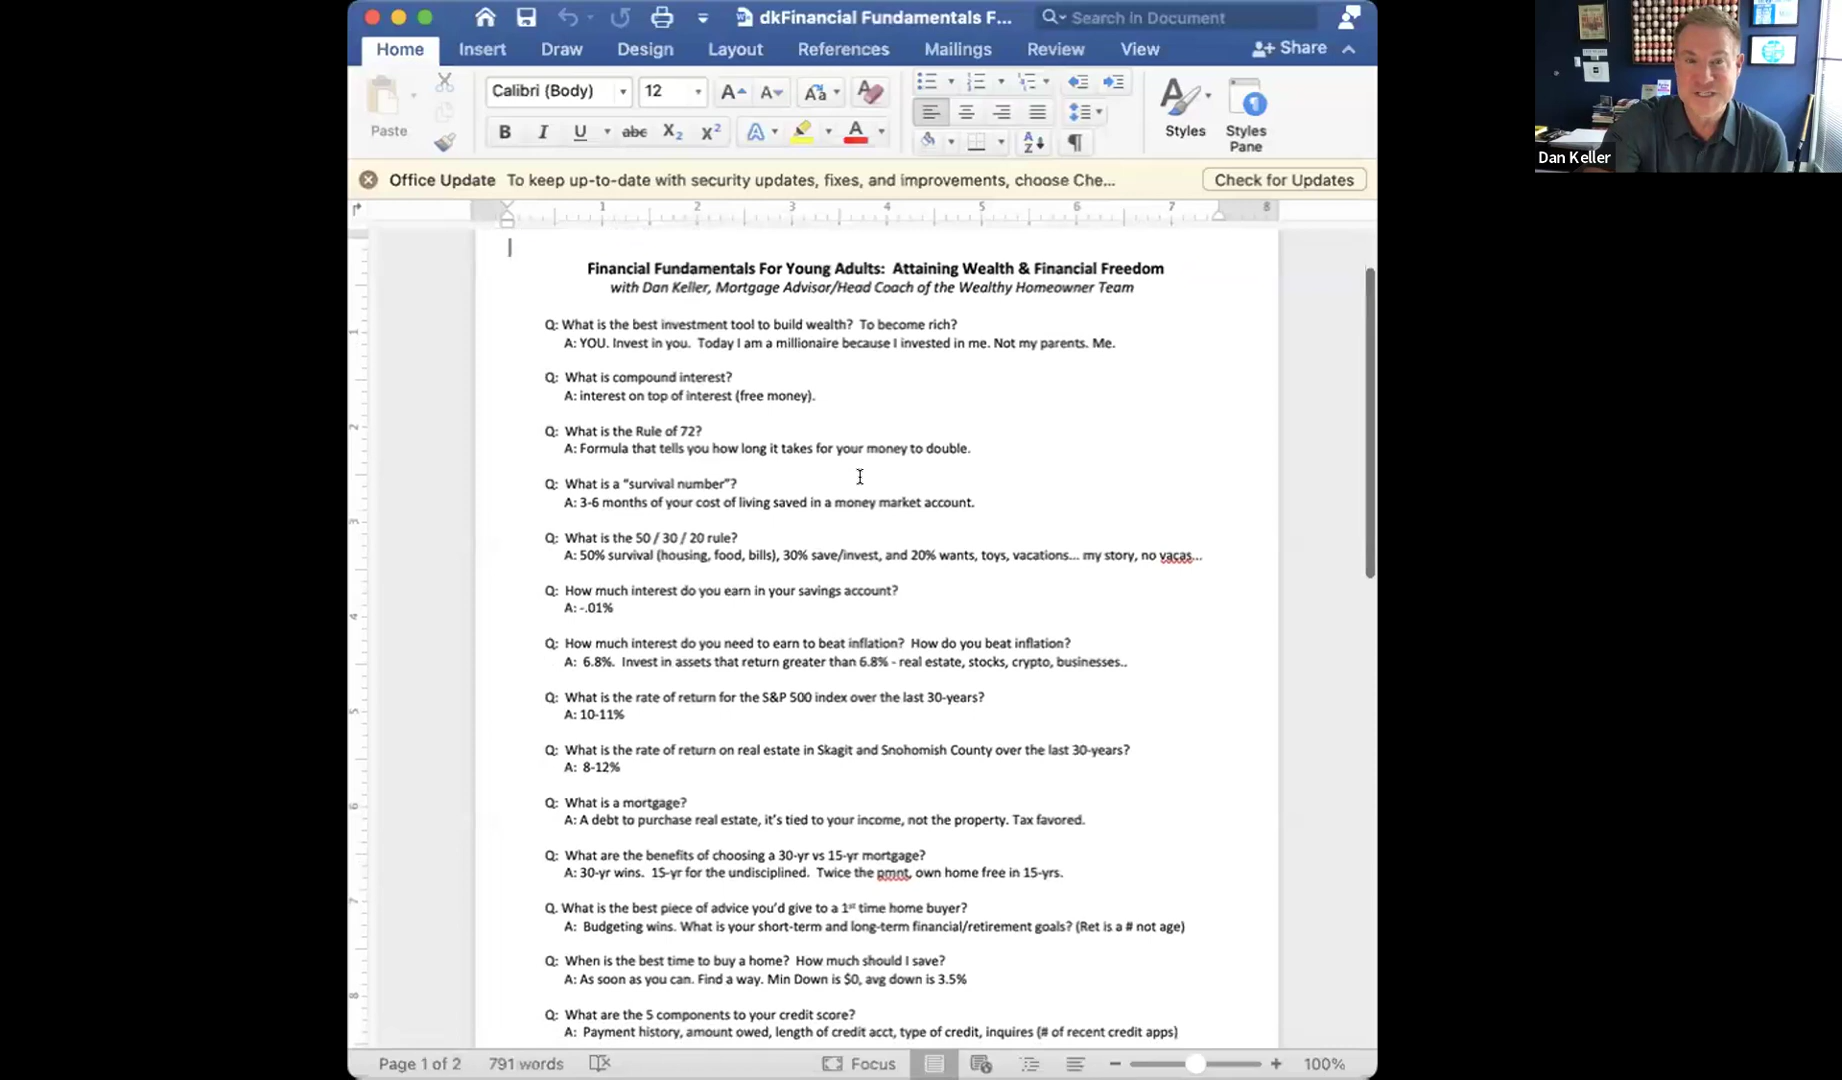 dkFinancial Fundamentals F...
Search in Document
Home Insert Draw Design Layout References Mailings Review View Share
Paste
Calibri (Body) 12
B I U abc X₂ X²
Styles Styles Pane
Office Update To keep up-to-date with security updates, fixes, and improvements, choose Che... Check for Updates
1 2 3 4 5 6 7 8
Financial Fundamentals For Young Adults: Attaining Wealth & Financial Freedom
with Dan Keller, Mortgage Advisor/Head Coach of the Wealthy Homeowner Team
Q: What is the best investment tool to build wealth? To become rich?
A: YOU. Invest in you. Today I am a millionaire because I invested in me. Not my parents. Me.
Q: What is compound interest?
A: interest on top of interest (free money).
Q: What is the Rule of 72?
A: Formula that tells you how long it takes for your money to double.
Q: What is a “survival number”?
A: 3-6 months of your cost of living saved in a money market account.
Q: What is the 50 / 30 / 20 rule?
A: 50% survival (housing, food, bills), 30% save/invest, and 20% wants, toys, vacations... my story, no vacas...
Q: How much interest do you earn in your savings account?
A: -.01%
Q: How much interest do you need to earn to beat inflation? How do you beat inflation?
A: 6.8%. Invest in assets that return greater than 6.8% - real estate, stocks, crypto, businesses..
Q: What is the rate of return for the S&P 500 index over the last 30-years?
A: 10-11%
Q: What is the rate of return on real estate in Skagit and Snohomish County over the last 30-years?
A: 8-12%
Q: What is a mortgage?
A: A debt to purchase real estate, it’s tied to your income, not the property. Tax favored.
Q: What are the benefits of choosing a 30-yr vs 15-yr mortgage?
A: 30-yr wins. 15-yr for the undisciplined. Twice the pmnt, own home free in 15-yrs.
Q. What is the best piece of advice you’d give to a 1st time home buyer?
A: Budgeting wins. What is your short-term and long-term financial/retirement goals? (Ret is a # not age)
Q: When is the best time to buy a home? How much should I save?
A: As soon as you can. Find a way. Min Down is $0, avg down is 3.5%
Q: What are the 5 components to your credit score?
A: Payment history, amount owed, length of credit acct, type of credit, inquires (# of recent credit apps)
Page 1 of 2 791 words Focus 100%
Dan Keller